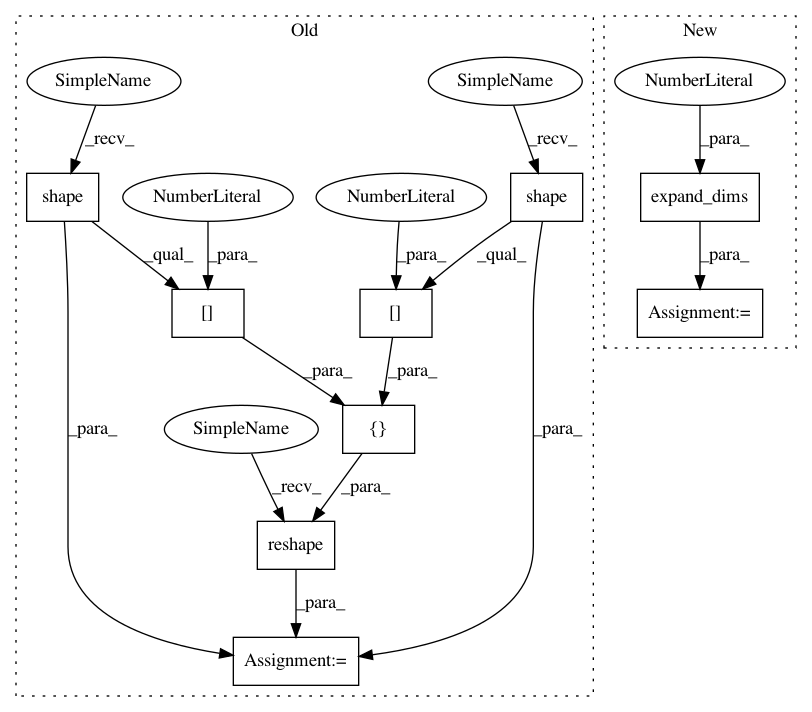 Old
New
SimpleName
SimpleName
NumberLiteral
_recv_
_recv_
_para_
shape
NumberLiteral
NumberLiteral
shape
expand_dims
_qual_
_para_
_para_
_qual_
_para_
[]
[]
Assignment:=
_para_
_para_
_para_
_para_
SimpleName
{}
_recv_
_para_
reshape
_para_
Assignment:=